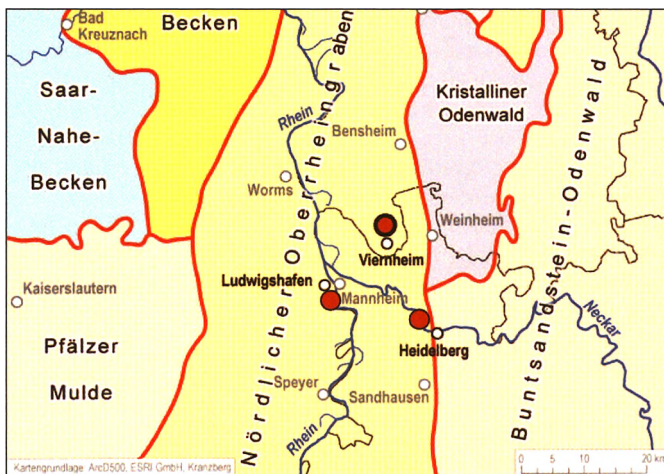 Bad
Kreuznach
Becken
Saar-
Nahe-
Becken
Kristalliner
Odenwald
Rhein
Bensheim
Worms
Weinheim
Viernheim
Ludwigshafen
Mannheim
Kaiserslautern
Heidelberg
Neckar
Pfälzer
Mulde
Speyer
Sandhausen
Rhein
Nördlicher Oberrheingraben
Buntsandstein-Odenwald
Kartengrundlage: ArcD500, ESRI GmbH, Kranzberg
0 5 10 20 km